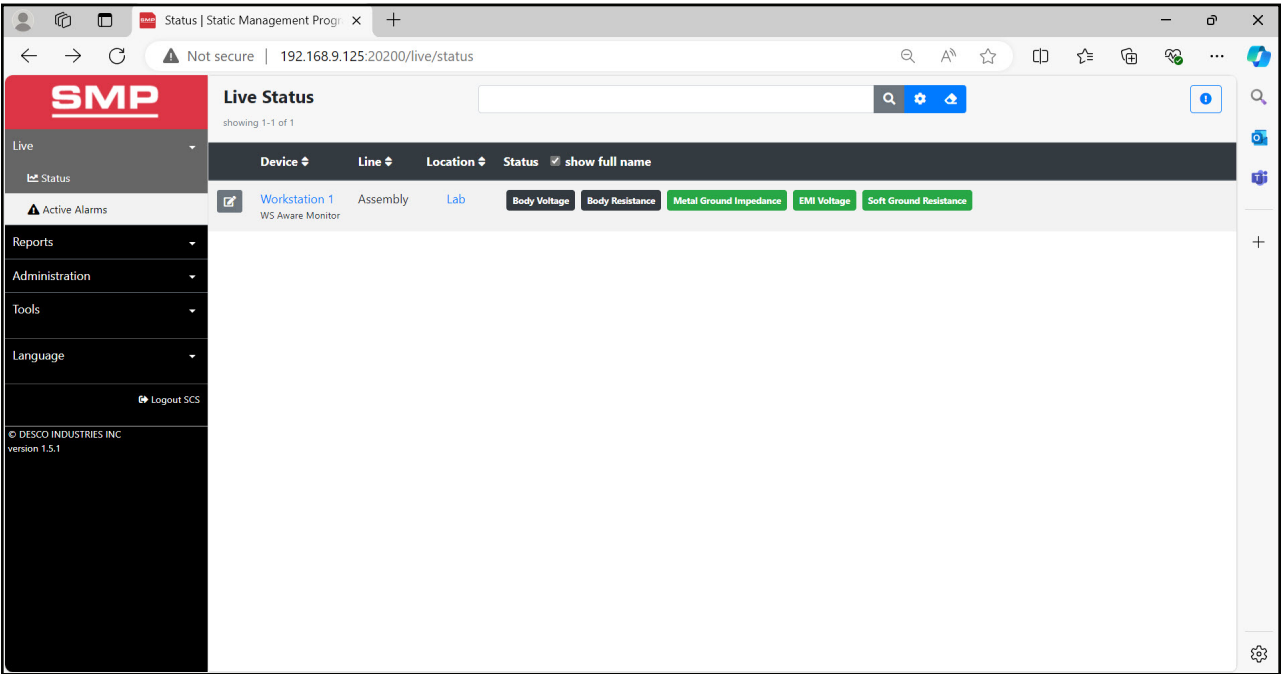 Status | Static Management Progr
Not secure | 192.168.9.125:20200/live/status
SMP
Live Status
showing 1-1 of 1
Live
Status
Active Alarms
Reports
Administration
Tools
Language
Logout SCS
© DESCO INDUSTRIES INC
version 1.5.1
Device Line Location Status show full name
Workstation 1 Assembly Lab Body Voltage Body Resistance Metal Ground Impedance EMI Voltage Soft Ground Resistance
WS Aware Monitor